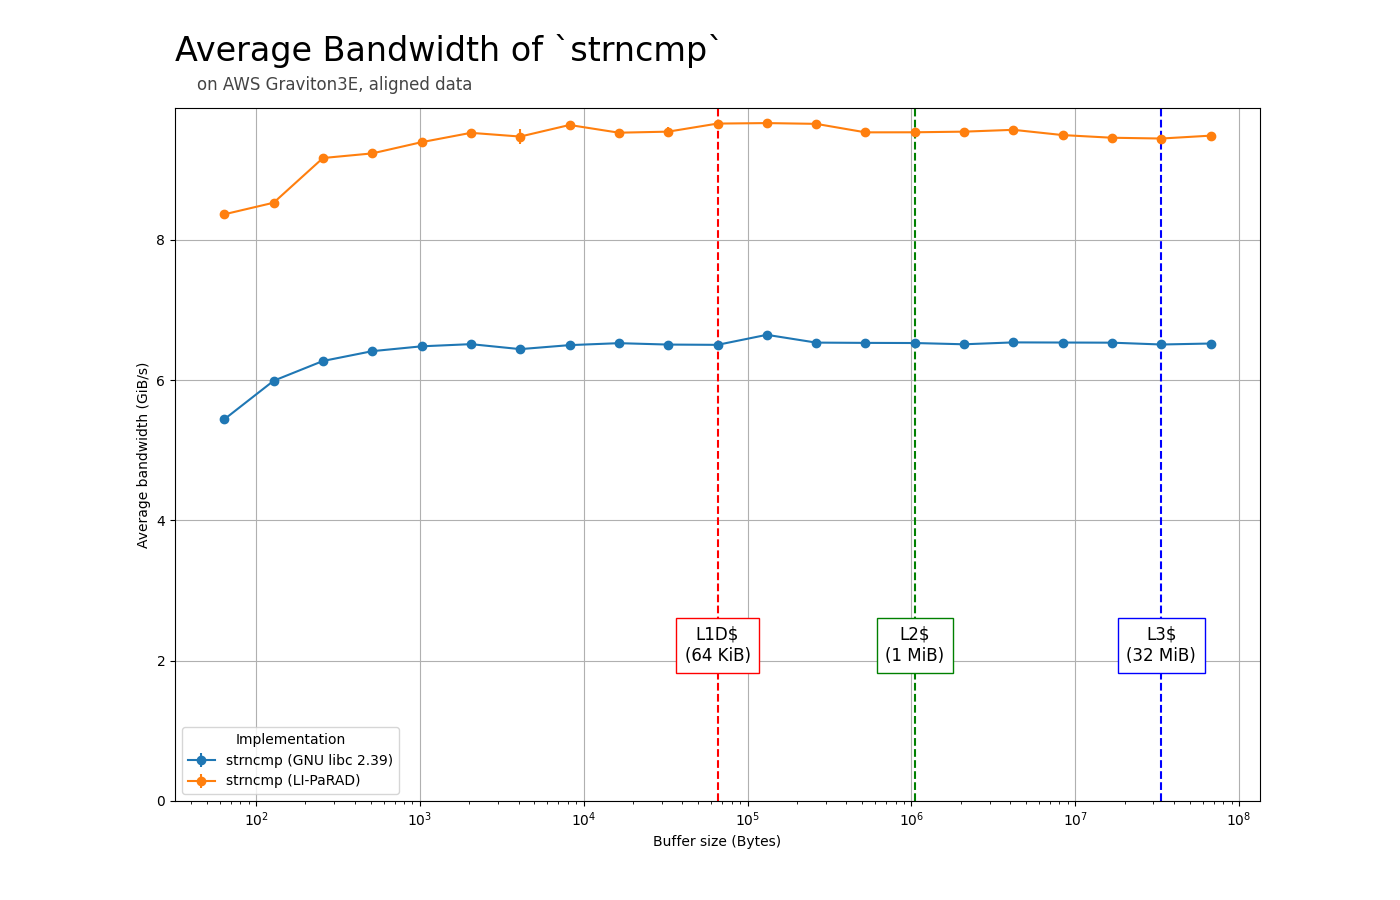 Average Bandwidth of `strncmp`
on AWS Graviton3E, aligned data
Average bandwidth (GiB/s)
8
6
4
2
0
L1D$
(64 KiB)
L2$
(1 MiB)
L3$
(32 MiB)
Implementation
strncmp (GNU libc 2.39)
strncmp (LI-PaRAD)
10² 10³ 10⁴ 10⁵ 10⁶ 10⁷ 10⁸
Buffer size (Bytes)